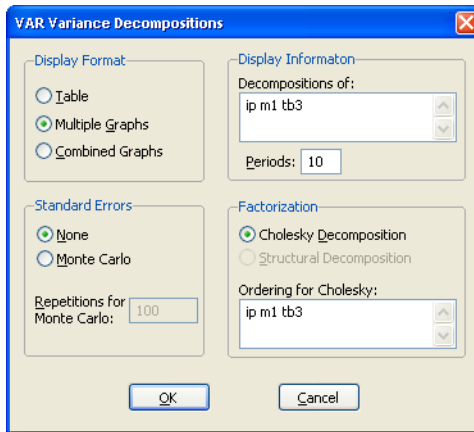 VAR Variance Decompositions
Display Format
Table
Multiple Graphs
Combined Graphs
Display Informaton
Decompositions of:
ip m1 tb3
Periods: 10
Standard Errors
None
Monte Carlo
Repetitions for
Monte Carlo: 100
Factorization
Cholesky Decomposition
Structural Decomposition
Ordering for Cholesky:
ip m1 tb3
OK
Cancel